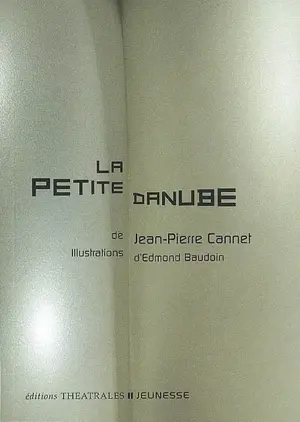 LA
PETITE DANUBE
de Jean-Pierre Cannet
Illustrations d'Edmond Baudoin
éditions THEATRALES II JEUNESSE